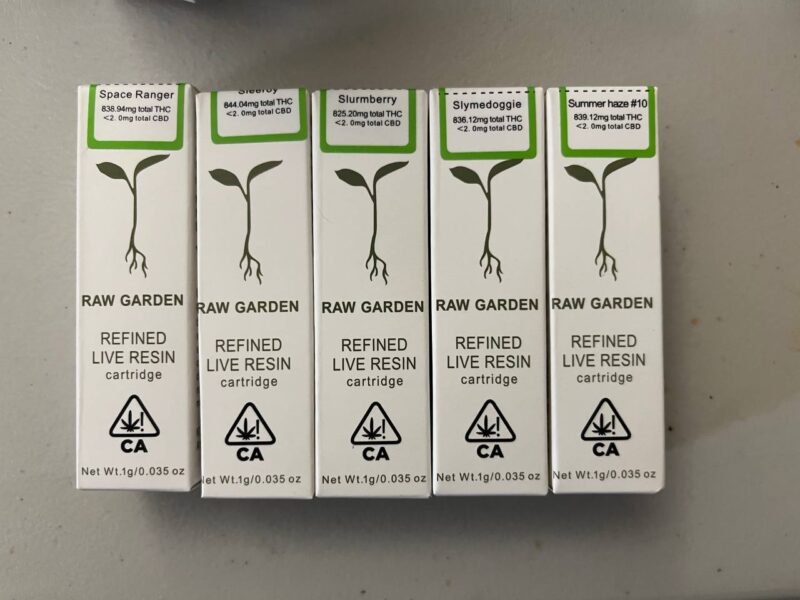 Space Ranger
838.94mg total THC
<2. 0mg total CBD
RAW GARDEN
REFINED
LIVE RESIN
cartridge
CA
Net Wt.1g/0.035 oz
844.04mg total THC
<2. 0mg total CBD
RAW GARDEN
REFINED
LIVE RESIN
cartridge
CA
Net Wt.1g/0.035 oz
Slurmberry
825.20mg total THC
<2. 0mg total CBD
RAW GARDEN
REFINED
LIVE RESIN
cartridge
CA
Net Wt.1g/0.035 oz
Slymedoggie
836.12mg total THC
<2. 0mg total CBD
RAW GARDEN
REFINED
LIVE RESIN
cartridge
CA
Net Wt.1g/0.035 oz
Summer haze #10
839.12mg total THC
<2. 0mg total CBD
RAW GARDEN
REFINED
LIVE RESIN
cartridge
CA
Net Wt.1g/0.035 oz